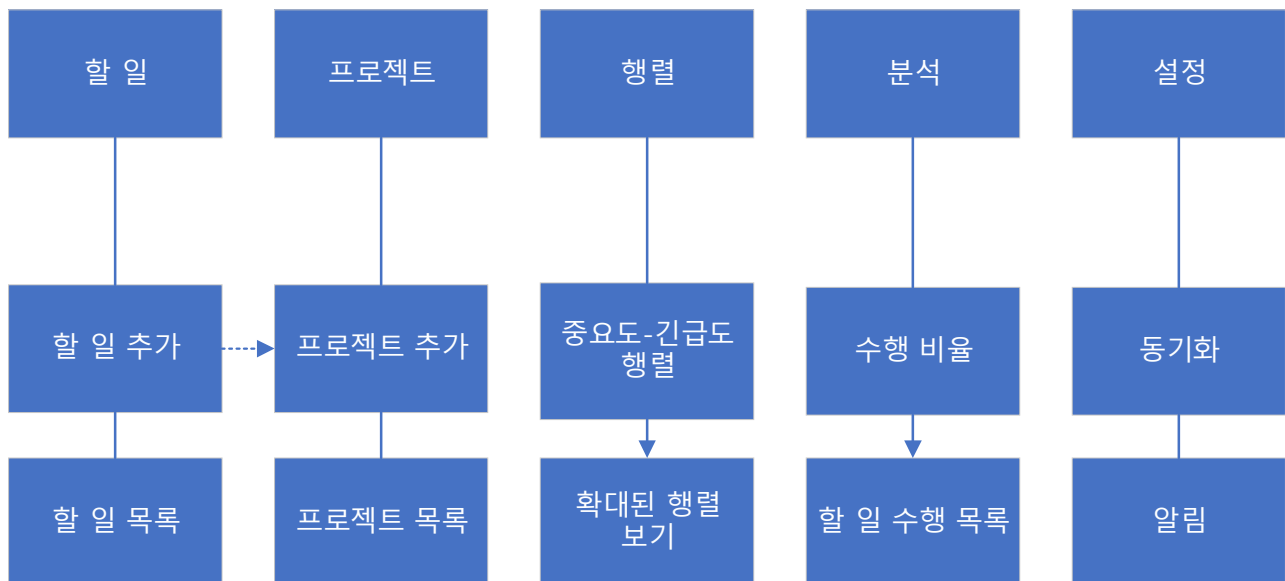 할 일
프로젝트
행렬
분석
설정
할 일 추가
프로젝트 추가
중요도-긴급도
행렬
수행 비율
동기화
할 일 목록
프로젝트 목록
확대된 행렬
보기
할 일 수행 목록
알림